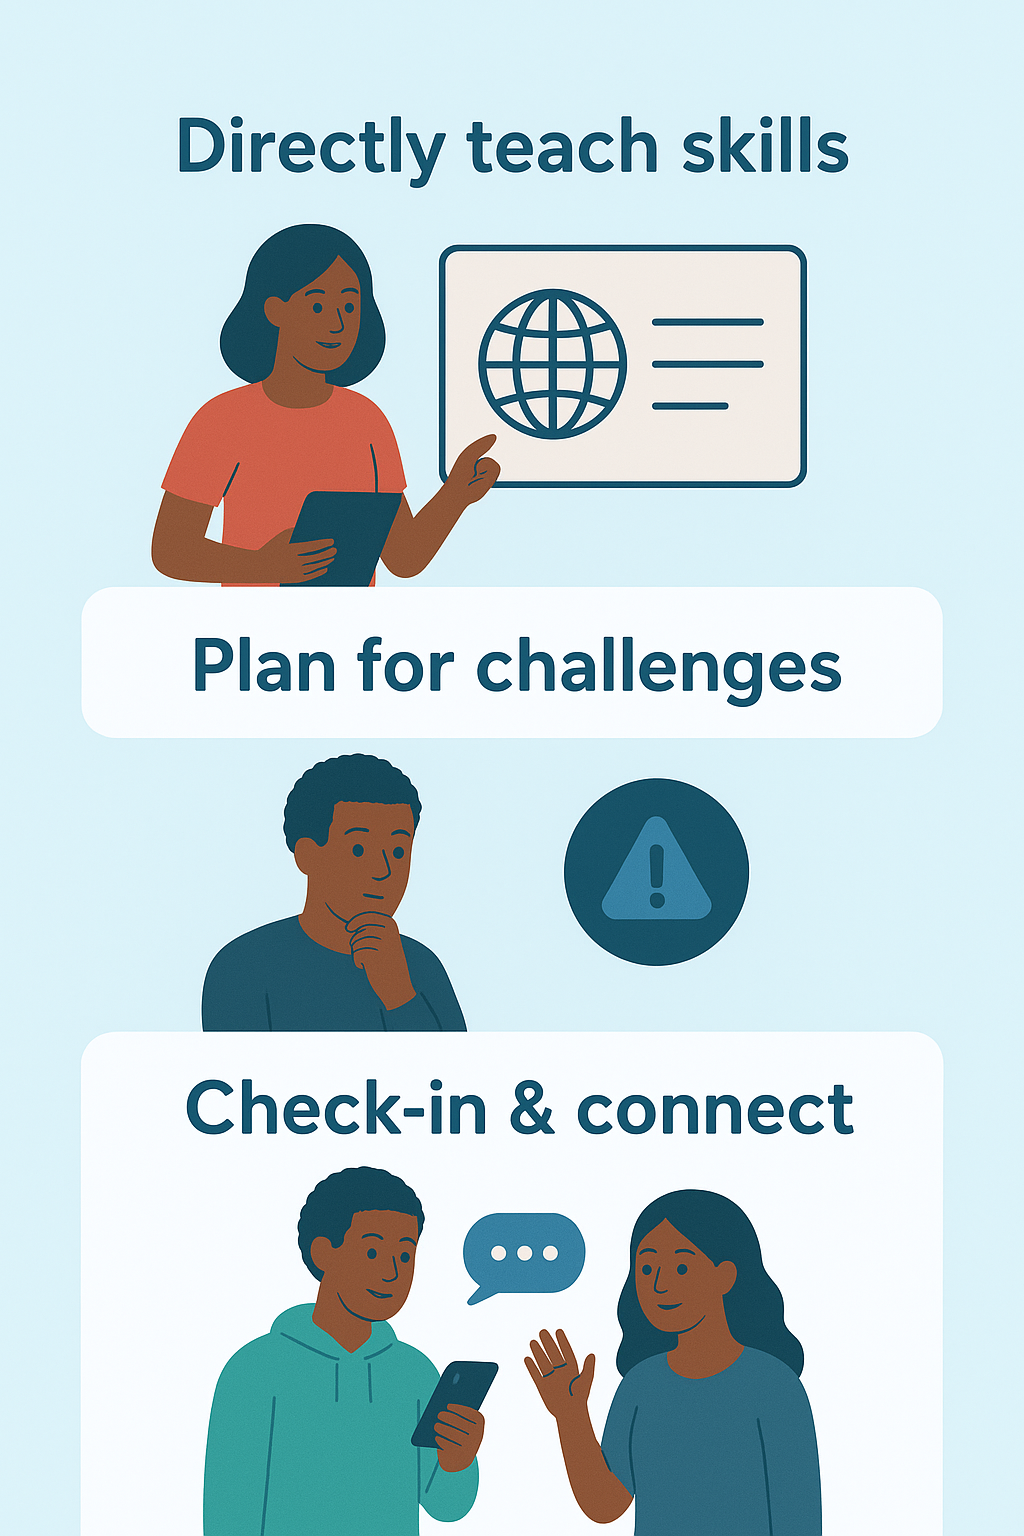 Directly teach skills
Plan for challenges
Check-in & connect